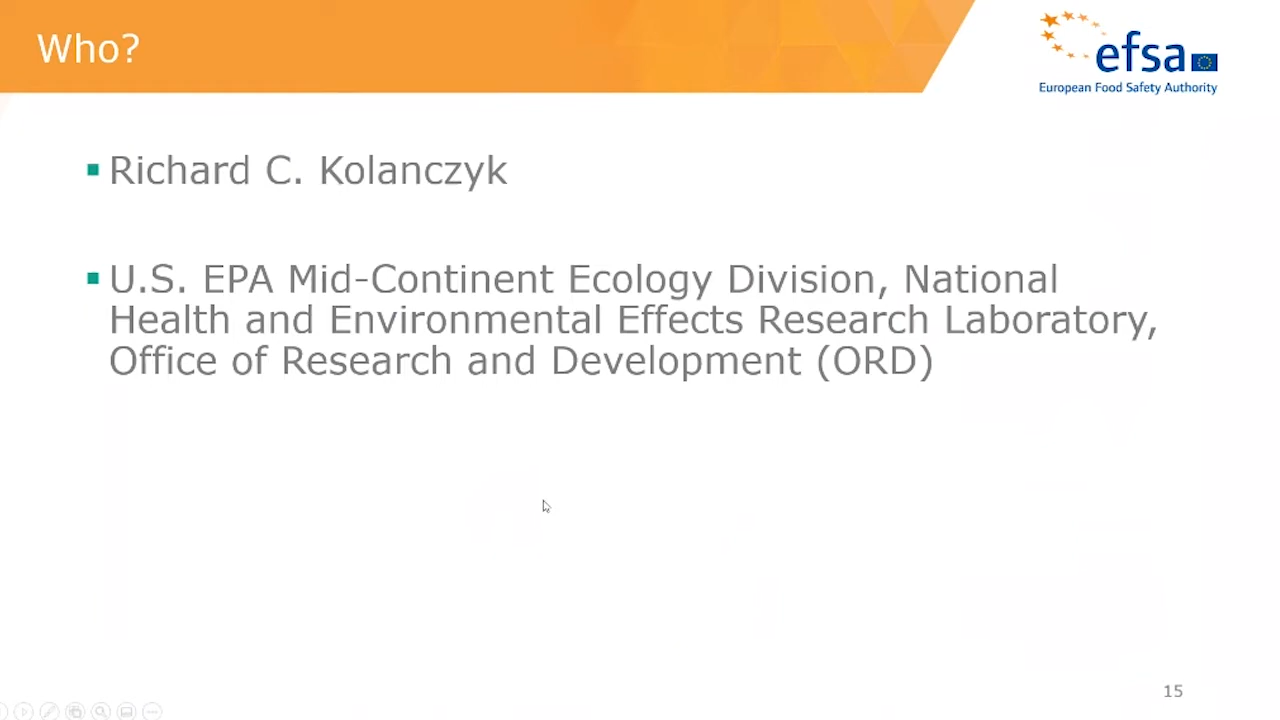 Who?
efsa
European Food Safety Authority
Richard C. Kolanczyk
U.S. EPA Mid-Continent Ecology Division, National
Health and Environmental Effects Research Laboratory,
Office of Research and Development (ORD)
15